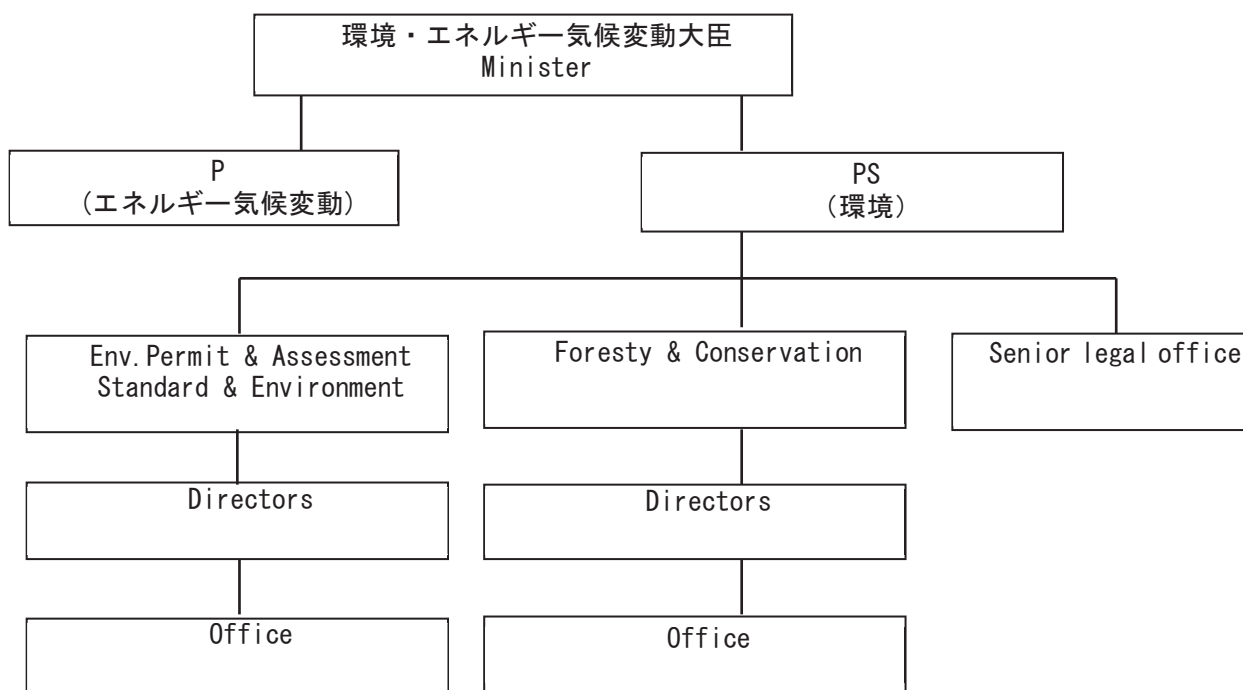 環境・エネルギー気候変動大臣
Minister
P
(エネルギー気候変動)
PS
(環境)
Env.Permit & Assessment
Standard & Environment
Foresty & Conservation
Senior legal office
Directors
Directors
Office
Office